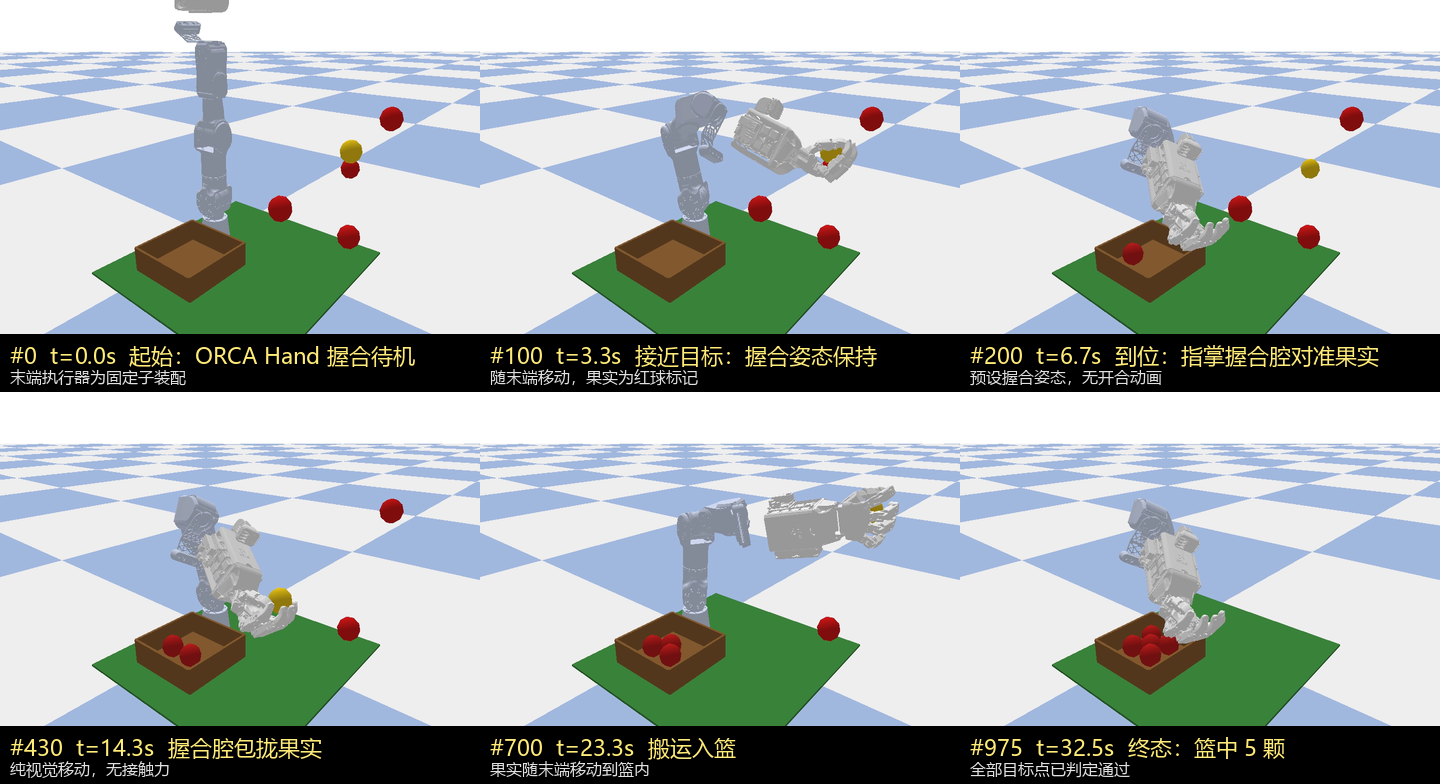 #0 t=0.0s 起始：ORCA Hand 握合待机
末端执行器为固定子装配
#100 t=3.3s 接近目标：握合姿态保持
随末端移动，果实为红球标记
#200 t=6.7s 到位：指掌握合腔对准果实
预设握合姿态，无开合动画
#430 t=14.3s 握合腔包拢果实
纯视觉移动，无接触力
#700 t=23.3s 搬运入篮
果实随末端移动到篮内
#975 t=32.5s 终态：篮中 5 颗
全部目标点已判定通过